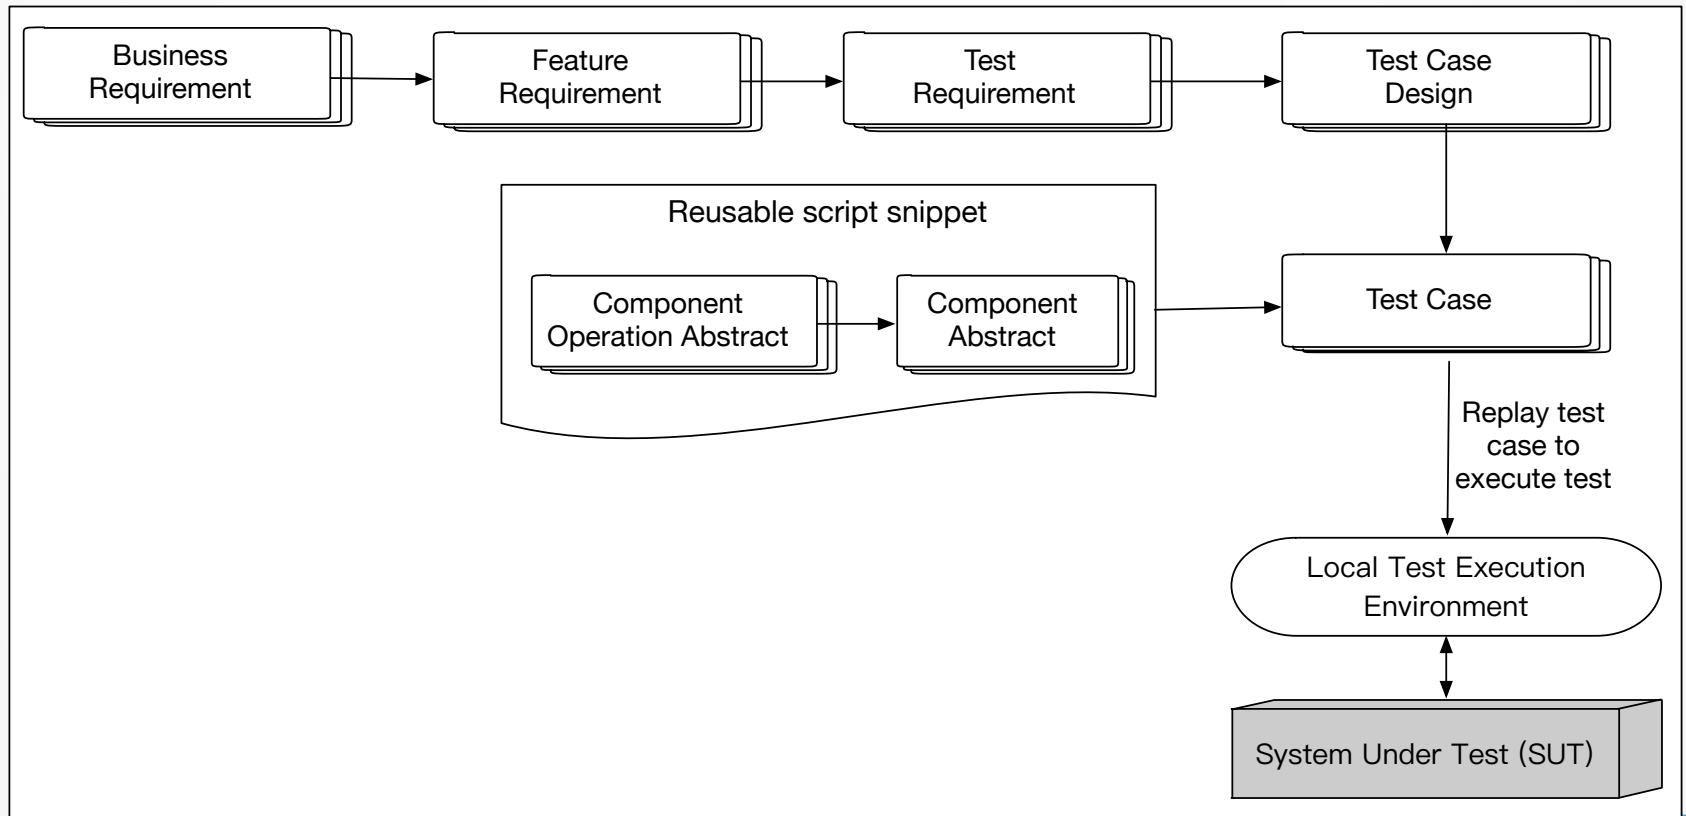 Business
Requirement
Feature
Requirement
Test
Requirement
Test Case
Design
Reusable script snippet
Component
Operation Abstract
Component
Abstract
Test Case
Replay test
case to
execute test
Local Test Execution
Environment
System Under Test (SUT)